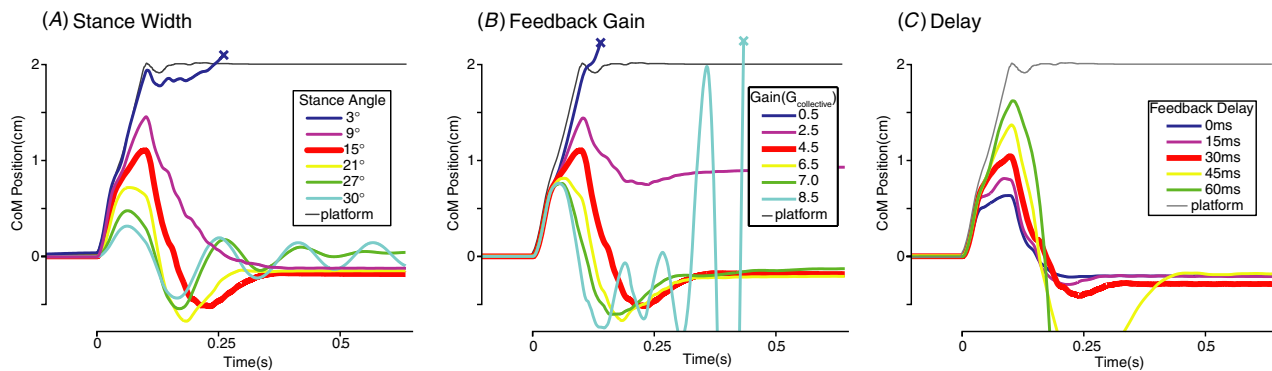 (A) Stance Width
CoM Position(cm)
2
1
0
0
0.25
0.5
Time(s)
Stance Angle
3°
9°
15°
21°
27°
30°
platform
(B) Feedback Gain
CoM Position(cm)
2
1
0
0
0.25
0.5
Time(s)
Gain(Gcollective)
0.5
2.5
4.5
6.5
7.0
8.5
platform
(C) Delay
CoM Position(cm)
2
1
0
0
0.25
0.5
Time(s)
Feedback Delay
0ms
15ms
30ms
45ms
60ms
platform